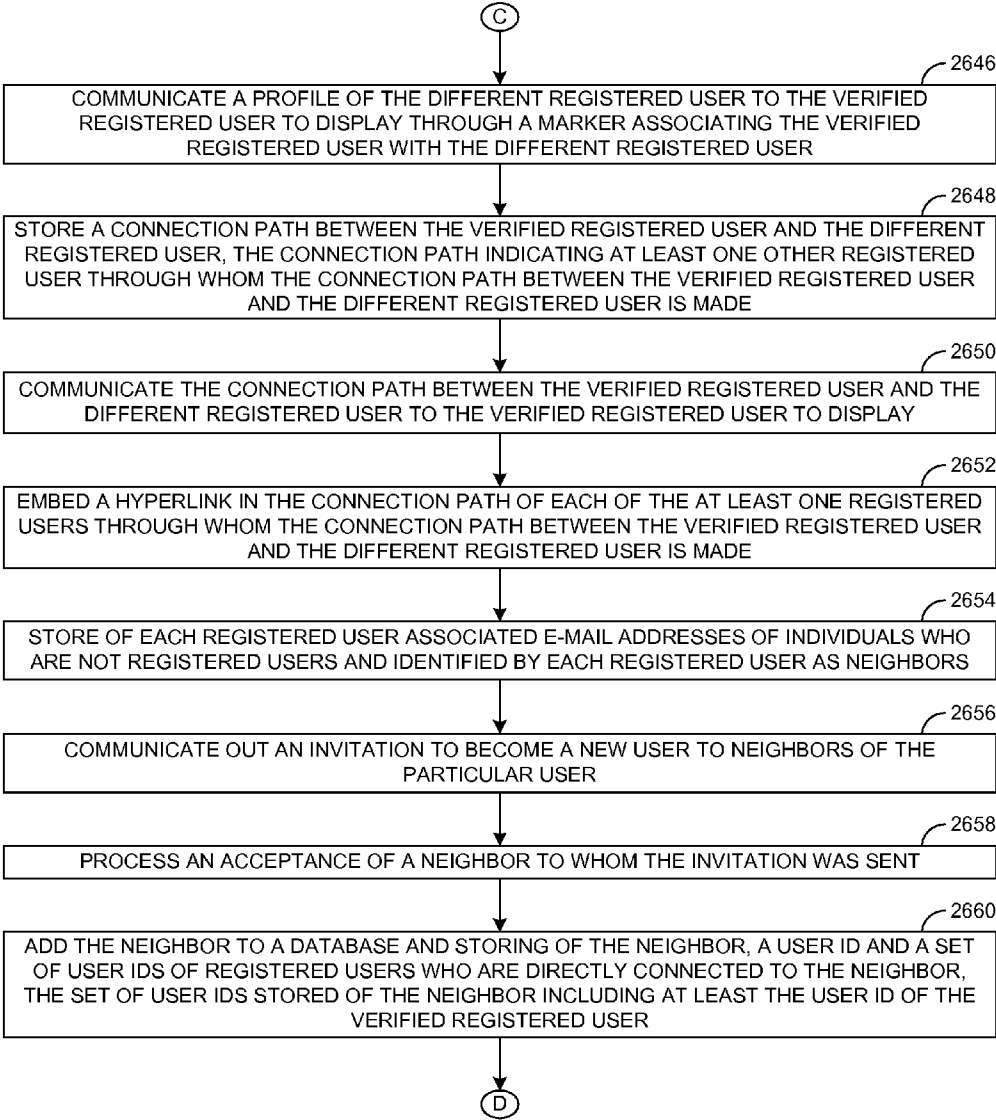 C
2646
COMMUNICATE A PROFILE OF THE DIFFERENT REGISTERED USER TO THE VERIFIED
REGISTERED USER TO DISPLAY THROUGH A MARKER ASSOCIATING THE VERIFIED
REGISTERED USER WITH THE DIFFERENT REGISTERED USER
2648
STORE A CONNECTION PATH BETWEEN THE VERIFIED REGISTERED USER AND THE DIFFERENT
REGISTERED USER, THE CONNECTION PATH INDICATING AT LEAST ONE OTHER REGISTERED
USER THROUGH WHOM THE CONNECTION PATH BETWEEN THE VERIFIED REGISTERED USER
AND THE DIFFERENT REGISTERED USER IS MADE
2650
COMMUNICATE THE CONNECTION PATH BETWEEN THE VERIFIED REGISTERED USER AND THE
DIFFERENT REGISTERED USER TO THE VERIFIED REGISTERED USER TO DISPLAY
2652
EMBED A HYPERLINK IN THE CONNECTION PATH OF EACH OF THE AT LEAST ONE REGISTERED
USERS THROUGH WHOM THE CONNECTION PATH BETWEEN THE VERIFIED REGISTERED USER
AND THE DIFFERENT REGISTERED USER IS MADE
2654
STORE OF EACH REGISTERED USER ASSOCIATED E-MAIL ADDRESSES OF INDIVIDUALS WHO
ARE NOT REGISTERED USERS AND IDENTIFIED BY EACH REGISTERED USER AS NEIGHBORS
2656
COMMUNICATE OUT AN INVITATION TO BECOME A NEW USER TO NEIGHBORS OF THE
PARTICULAR USER
2658
PROCESS AN ACCEPTANCE OF A NEIGHBOR TO WHOM THE INVITATION WAS SENT
2660
ADD THE NEIGHBOR TO A DATABASE AND STORING OF THE NEIGHBOR, A USER ID AND A SET
OF USER IDS OF REGISTERED USERS WHO ARE DIRECTLY CONNECTED TO THE NEIGHBOR,
THE SET OF USER IDS STORED OF THE NEIGHBOR INCLUDING AT LEAST THE USER ID OF THE
VERIFIED REGISTERED USER
D